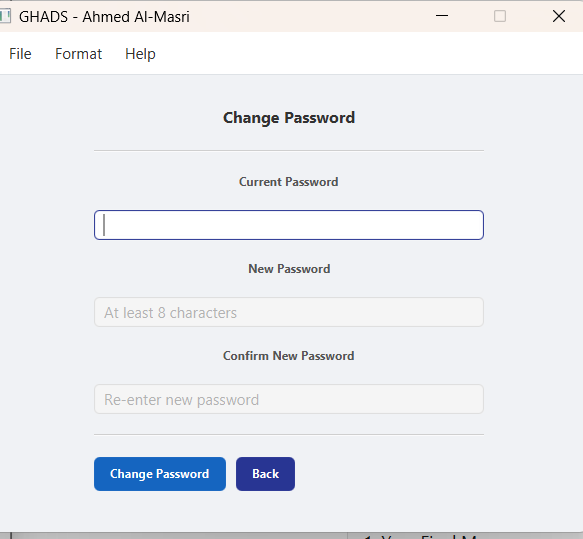 GHADS - Ahmed Al-Masri
File Format Help
Change Password
Current Password
New Password
At least 8 characters
Confirm New Password
Re-enter new password
Change Password Back